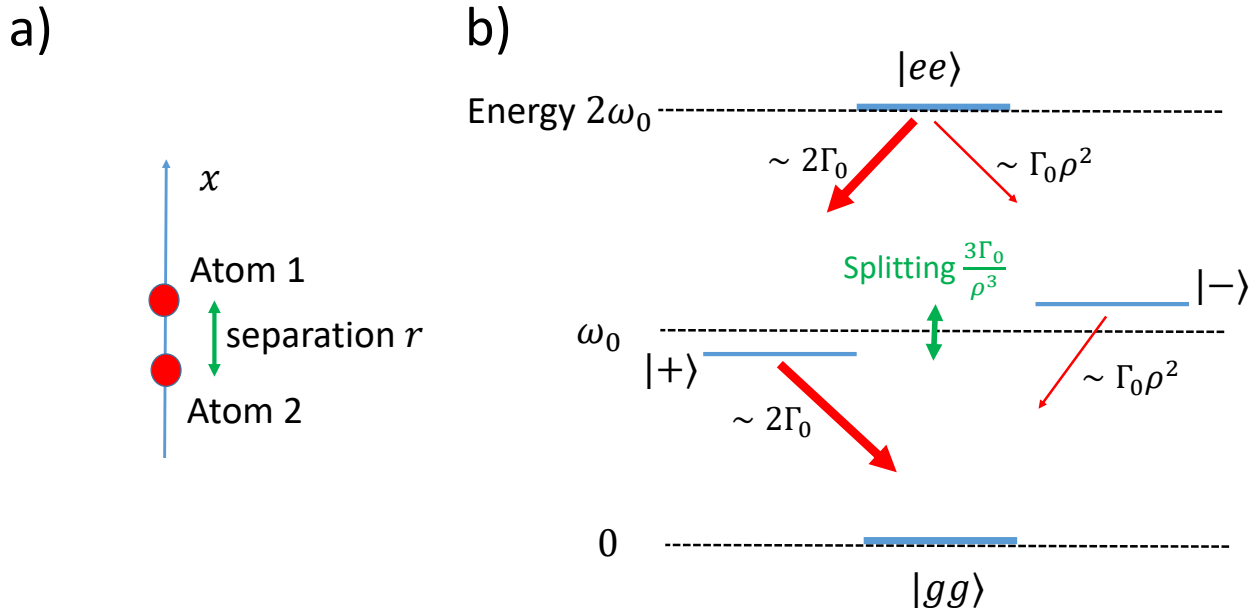 a)
x
Atom 1
separation r
Atom 2
b)
|ee⟩
Energy 2ω₀
~ 2Γ₀
~ Γ₀ρ²
Splitting 3Γ₀/ρ³
|−⟩
ω₀
|+⟩
~ Γ₀ρ²
~ 2Γ₀
0
|gg⟩